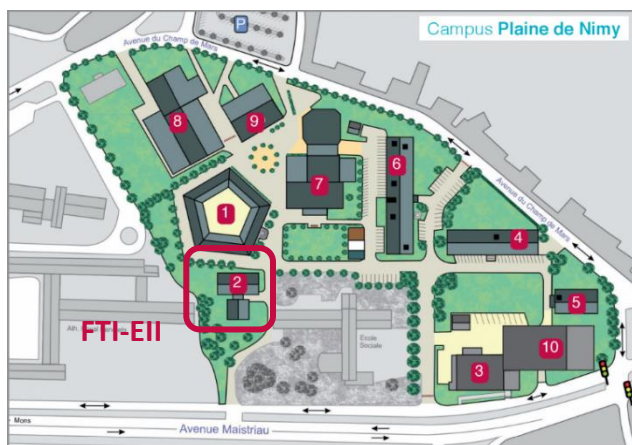 Campus Plaine de Nimy
Avenue du Champ de Mars
P
8
9
6
7
1
Avenue du Champ de Mars
4
2
5
FTI-EII
Ecole
Sociale
10
3
Mons
Avenue Maistriau